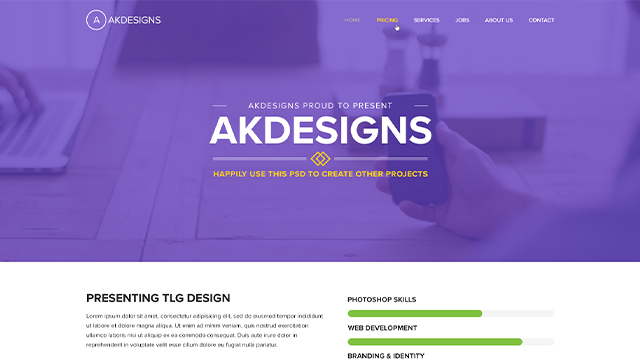 A AKDESIGNS
HOME PRICING SERVICES JOBS ABOUT US CONTACT
AKDESIGNS PROUD TO PRESENT
AKDESIGNS
HAPPILY USE THIS PSD TO CREATE OTHER PROJECTS
PRESENTING TLG DESIGN
Lorem ipsum dolor sit amet, consectetur adipisicing elit, sed do eiusmod tempor incididunt
ut labore et dolore magna aliqua. Ut enim ad minim veniam, quis nostrud exercitation
ullamco laboris nisi ut aliquip ex ea commodo consequat. Duis aute irure dolor in
reprehenderit in voluptate velit esse cillum dolore eu fugiat nulla pariatur.
PHOTOSHOP SKILLS
WEB DEVELOPMENT
BRANDING & IDENTITY